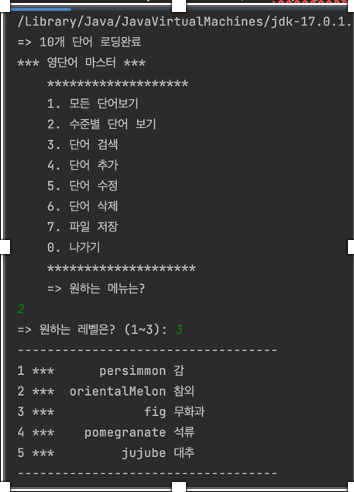 /Library/Java/JavaVirtualMachines/jdk-17.0.1.
=> 10개 단어 로딩완료
*** 영단어 마스터 ***
*******************
1. 모든 단어보기
2. 수준별 단어 보기
3. 단어 검색
4. 단어 추가
5. 단어 수정
6. 단어 삭제
7. 파일 저장
0. 나가기
********************
=> 원하는 메뉴는?
2
=> 원하는 레벨은? (1~3): 3
-----------------------------------
1 *** persimmon 감
2 *** orientalMelon 참외
3 *** fig 무화과
4 *** pomegranate 석류
5 *** jujube 대추
-----------------------------------